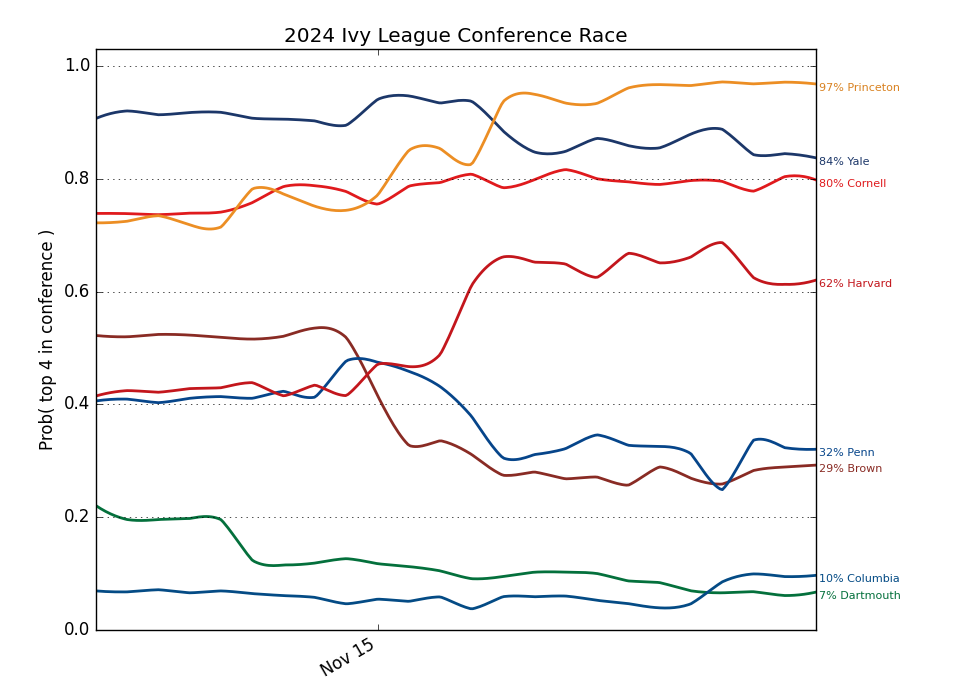 2024 Ivy League Conference Race
Prob( top 4 in conference )
1.0
0.8
0.6
0.4
0.2
0.0
Nov 15
97% Princeton
84% Yale
80% Cornell
62% Harvard
32% Penn
29% Brown
10% Columbia
7% Dartmouth